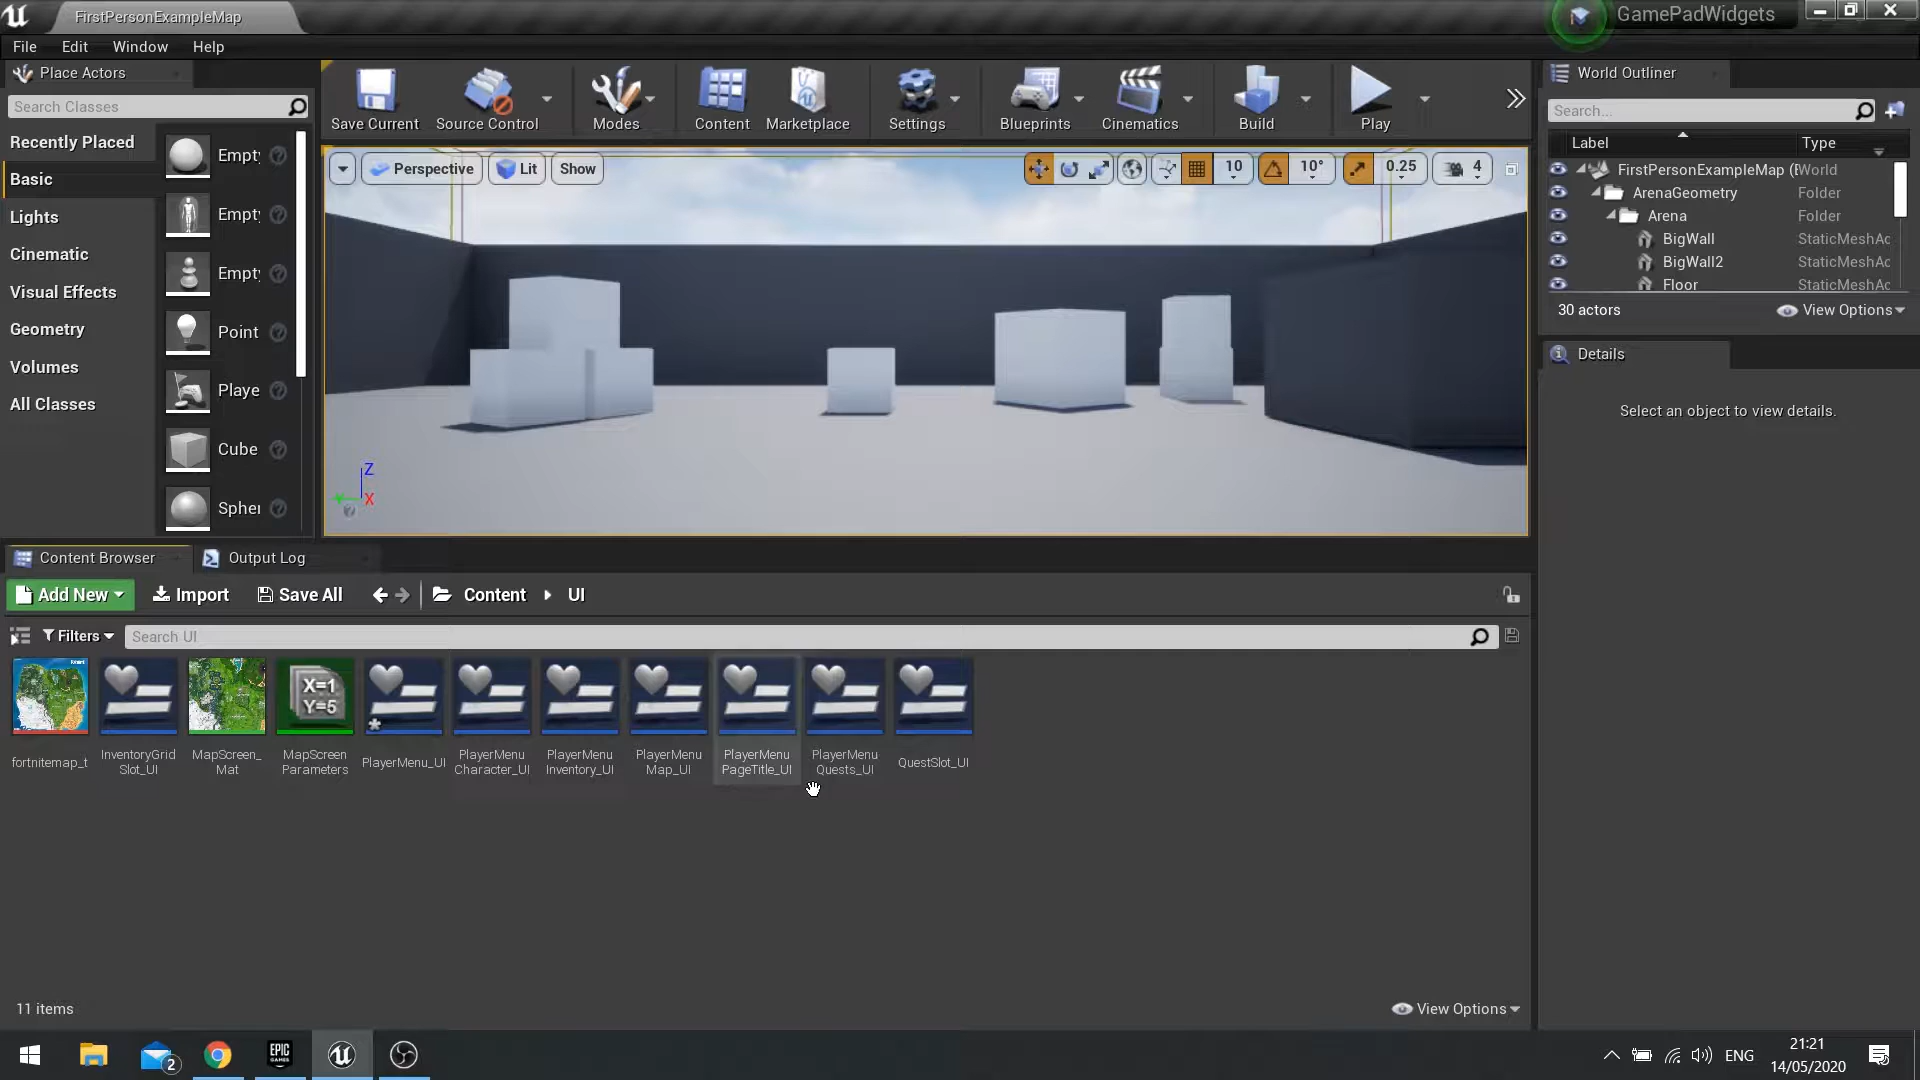 FirstPersonExampleMap
GamePadWidgets
File Edit Window Help
Place Actors
Search Classes
Recently Placed
Basic
Lights
Cinematic
Visual Effects
Geometry
Volumes
All Classes
Empty
Empty
Empty
Point
Playe
Cube
Spher
Save Current
Source Control
Modes
Content
Marketplace
Settings
Blueprints
Cinematics
Build
Play
Perspective
Lit
Show
10
10°
0.25
4
Z
X
World Outliner
Search...
Label Type
FirstPersonExampleMap ( World
ArenaGeometry Folder
Arena Folder
BigWall StaticMeshAc
BigWall2 StaticMeshAc
Floor StaticMeshAc
30 actors
View Options
Details
Select an object to view details.
Content Browser
Output Log
Add New
Import
Save All
Content
UI
Filters
Search UI
X=1
Y=5
fortnitemap_t
InventoryGrid
Slot_UI
MapScreen_
Mat
MapScreen
Parameters
PlayerMenu_UI
PlayerMenu
Character_UI
PlayerMenu
Inventory_UI
PlayerMenu
Map_UI
PlayerMenu
PageTitle_UI
PlayerMenu
Quests_UI
QuestSlot_UI
11 items
View Options
2
EPIC
GAMES
ENG
21:21
14/05/2020